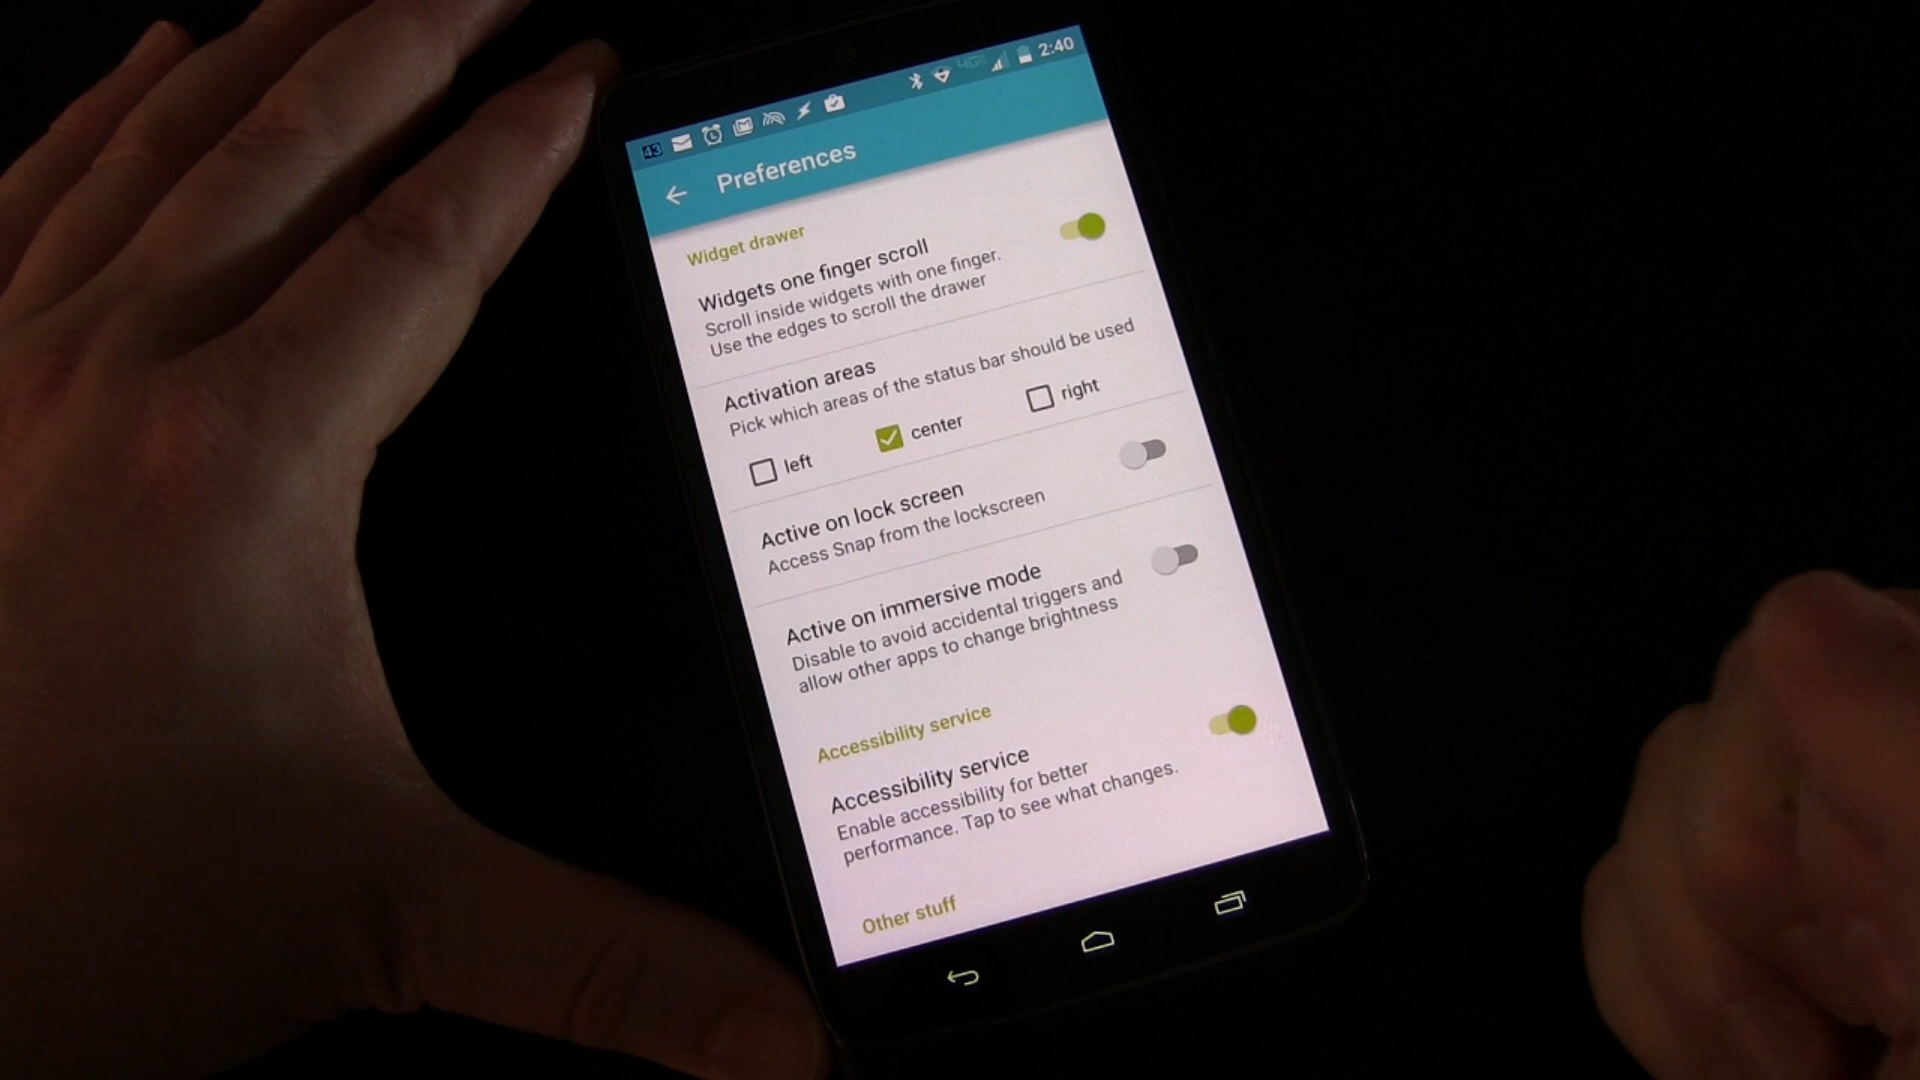 43
4G
2:40
Preferences
Widget drawer
Widgets one finger scroll
Scroll inside widgets with one finger.
Use the edges to scroll the drawer
Activation areas
Pick which areas of the status bar should be used
left
center
right
Active on lock screen
Access Snap from the lockscreen
Active on immersive mode
Disable to avoid accidental triggers and
allow other apps to change brightness
Accessibility service
Accessibility service
Enable accessibility for better
performance. Tap to see what changes.
Other stuff